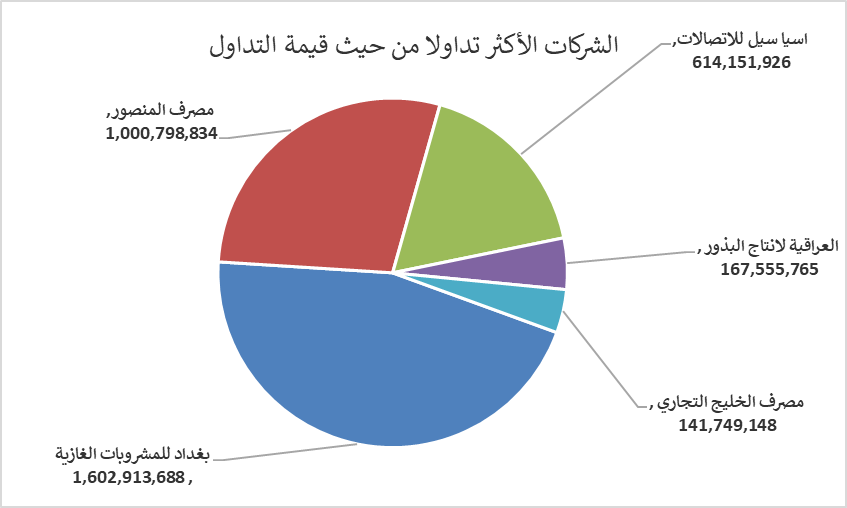 الشركات الأكثر تداولا من حيث قيمة التداول
اسيا سيل للاتصالات,
614,151,926
مصرف المنصور,
1,000,798,834
العراقية لانتاج البذور ,
167,555,765
مصرف الخليج التجاري ,
141,749,148
بغداد للمشروبات الغازية
, 1,602,913,688